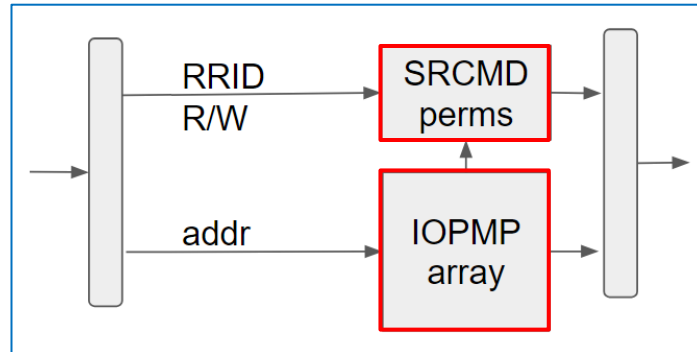 RRID
R/W
SRCMD
perms
addr
IOPMP
array